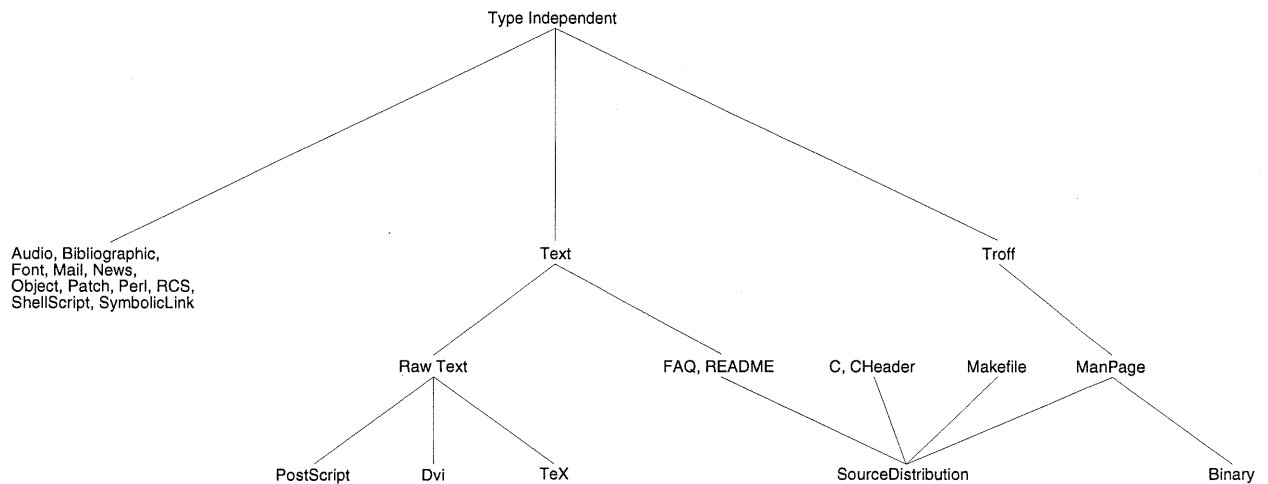 Type Independent
Audio, Bibliographic,
Font, Mail, News,
Object, Patch, Perl, RCS,
ShellScript, SymbolicLink
Text
Troff
Raw Text
FAQ, README
C, CHeader
Makefile
ManPage
PostScript
Dvi
TeX
SourceDistribution
Binary